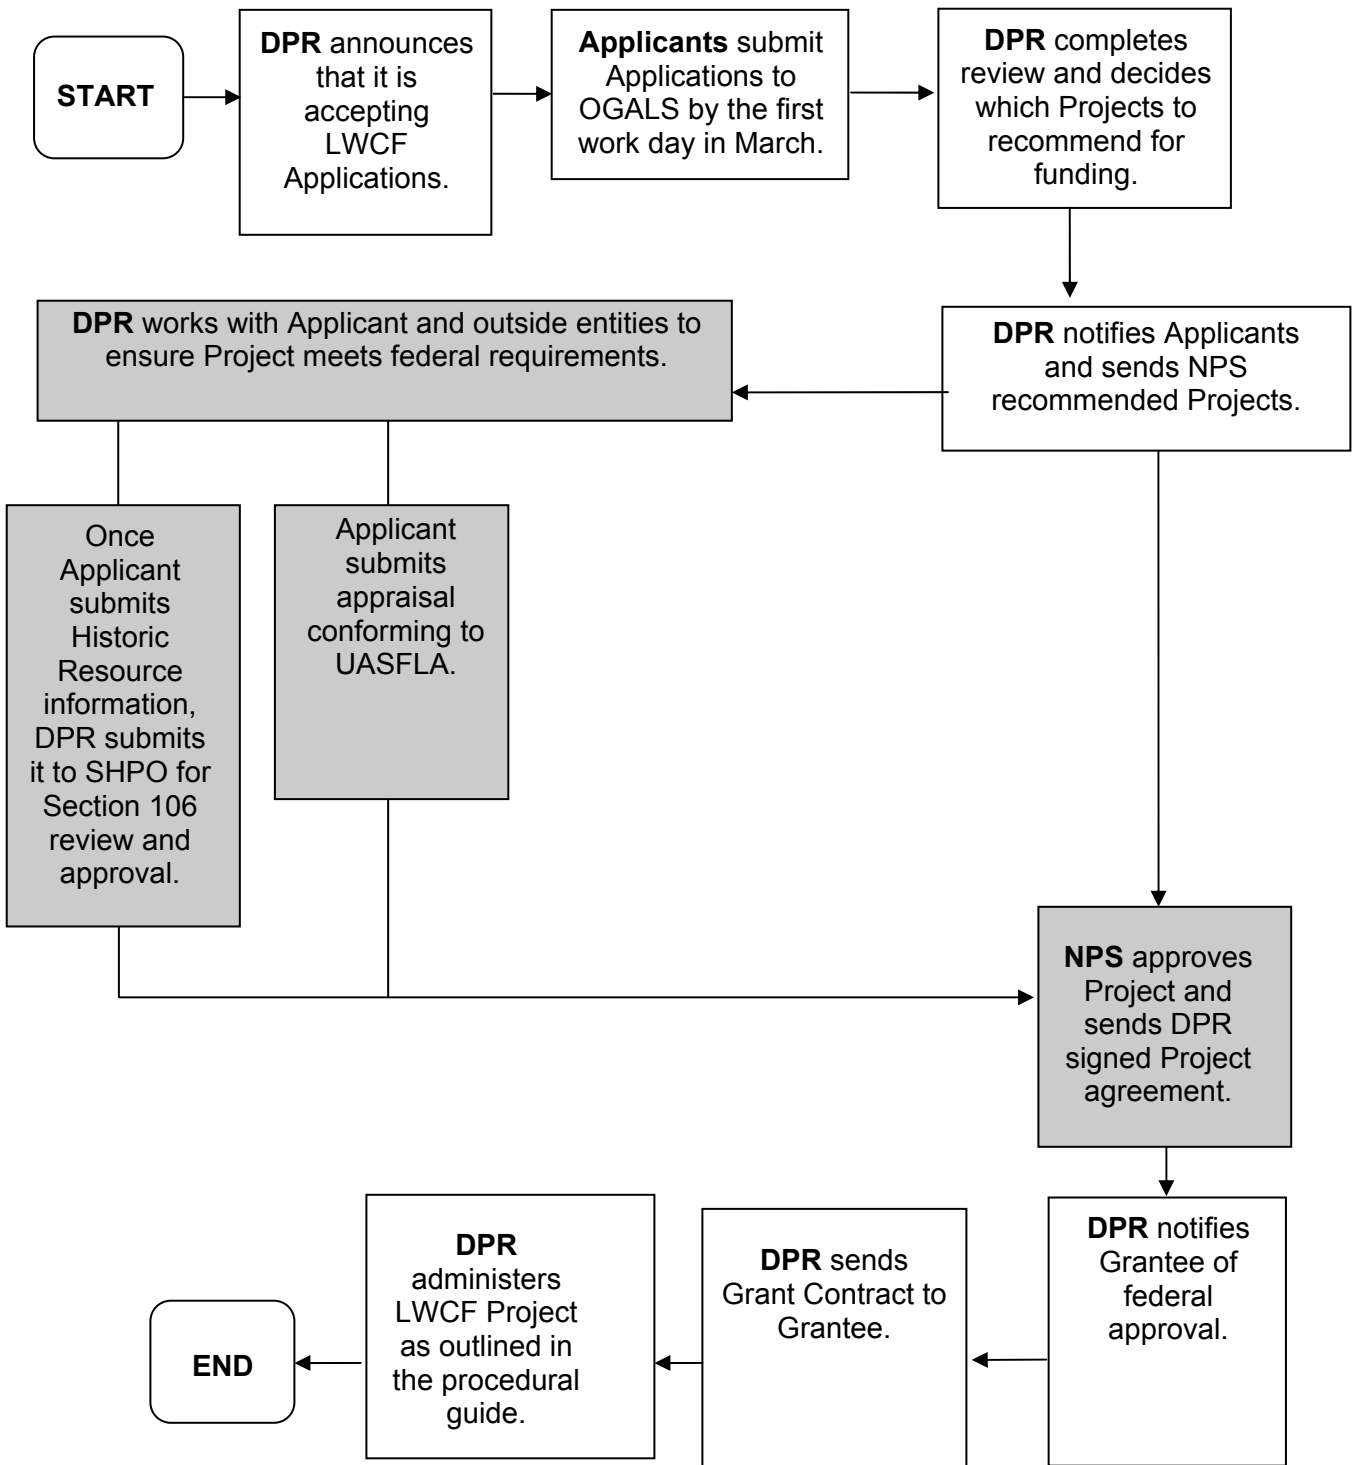 START
DPR announces
that it is
accepting
LWCF
Applications.
Applicants submit
Applications to
OGALS by the first
work day in March.
DPR completes
review and decides
which Projects to
recommend for
funding.
DPR notifies Applicants
and sends NPS
recommended Projects.
DPR works with Applicant and outside entities to
ensure Project meets federal requirements.
Once
Applicant
submits
Historic
Resource
information,
DPR submits
it to SHPO for
Section 106
review and
approval.
Applicant
submits
appraisal
conforming to
UASFLA.
NPS approves
Project and
sends DPR
signed Project
agreement.
DPR notifies
Grantee of
federal
approval.
DPR sends
Grant Contract to
Grantee.
DPR
administers
LWCF Project
as outlined in
the procedural
guide.
END